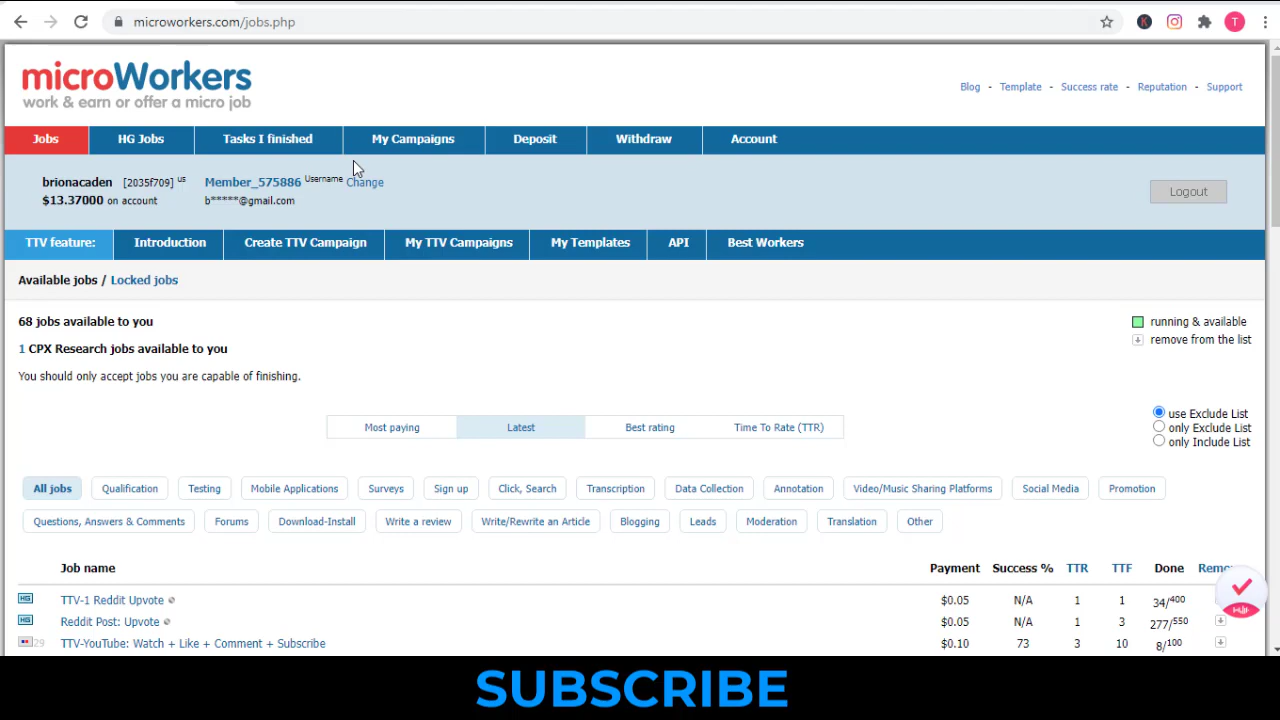 microworkers.com/jobs.php
K
T
microWorkers
work & earn or offer a micro job
Blog - Template - Success rate - Reputation - Support
Jobs HG Jobs Tasks I finished My Campaigns Deposit Withdraw Account
brionacaden [2035f709] us Member_575886 Username Change
$13.37000 on account b*****@gmail.com
Logout
TTV feature: Introduction Create TTV Campaign My TTV Campaigns My Templates API Best Workers
Available jobs / Locked jobs
68 jobs available to you
running & available
1 CPX Research jobs available to you
remove from the list
You should only accept jobs you are capable of finishing.
use Exclude List
Most paying Latest Best rating Time To Rate (TTR)
only Exclude List
only Include List
All jobs Qualification Testing Mobile Applications Surveys Sign up Click, Search Transcription Data Collection Annotation Video/Music Sharing Platforms Social Media Promotion
Questions, Answers & Comments Forums Download-Install Write a review Write/Rewrite an Article Blogging Leads Moderation Translation Other
Job name Payment Success % TTR TTF Done
HG TTV-1 Reddit Upvote $0.05 N/A 1 1 34/400
HG Reddit Post: Upvote $0.05 N/A 1 3 277/550
29 TTV-YouTube: Watch + Like + Comment + Subscribe $0.10 73 3 10 8/100
SUBSCRIBE